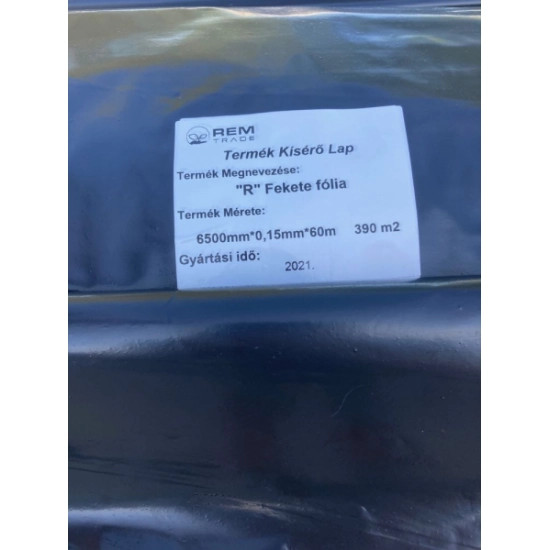 REM
TRADE
Termék Kísérő Lap
Termék Megnevezése:
"R" Fekete fólia
Termék Mérete:
6500mm*0,15mm*60m 390 m2
Gyártási idő:
2021.